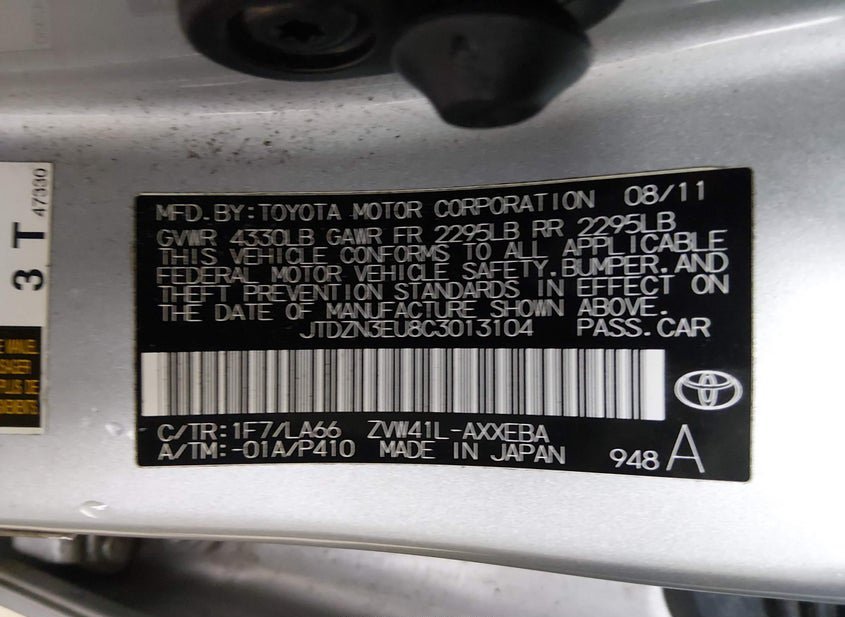 MFD.BY:TOYOTA MOTOR CORPORATION 08/11
GVWR 4330LB GAWR FR 2295LB RR 2295LB
THIS VEHICLE CONFORMS TO ALL APPLICABLE
FEDERAL MOTOR VEHICLE SAFETY,BUMPER,AND
THEFT PREVENTION STANDARDS IN EFFECT ON
THE DATE OF MANUFACTURE SHOWN ABOVE.
JTDZN3EU8C3013104 PASS.CAR
C/TR:1F7/LA66 ZVW41L-AXXEBA
A/TM:-01A/P410 MADE IN JAPAN 948 A
3 T 47330